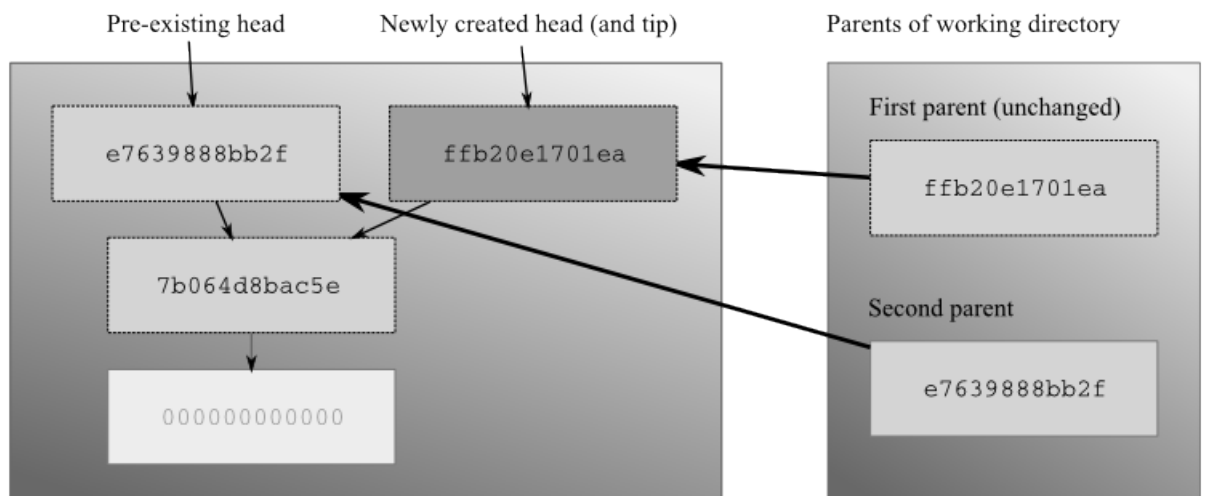 Pre-existing head
Newly created head (and tip)
Parents of working directory
First parent (unchanged)
e7639888bb2f
ffb20e1701ea
ffb20e1701ea
7b064d8bac5e
Second parent
e7639888bb2f
000000000000